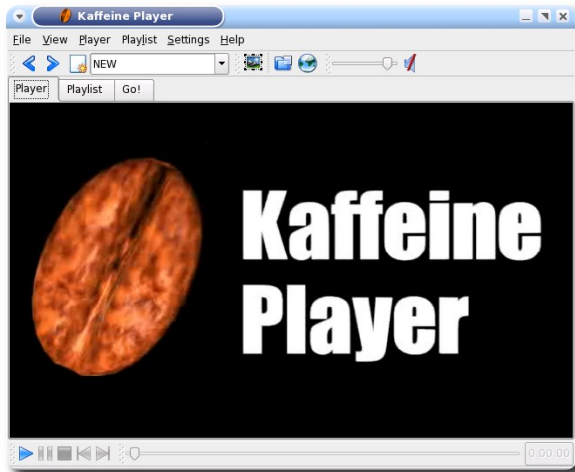 Kaffeine Player
File View Player Playlist Settings Help
NEW
Player Playlist Go!
Kaffeine
Player
0:00:00